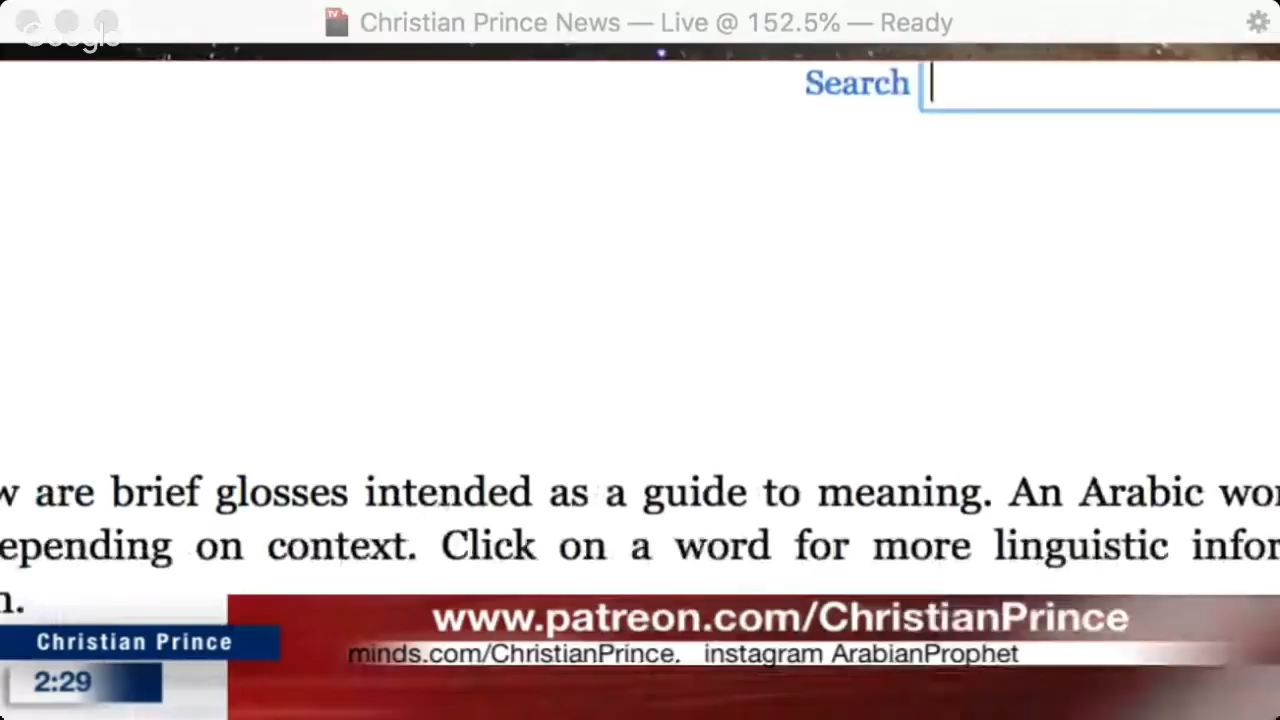 Christian Prince News — Live @ 152.5% — Ready
Google
Search
are brief glosses intended as a guide to meaning. An Arabic
on context. Click on a word for more linguistic
www.patreon.com/ChristianPrince
Christian Prince
minds.com/ChristianPrince. instagram ArabianProphet
2:29